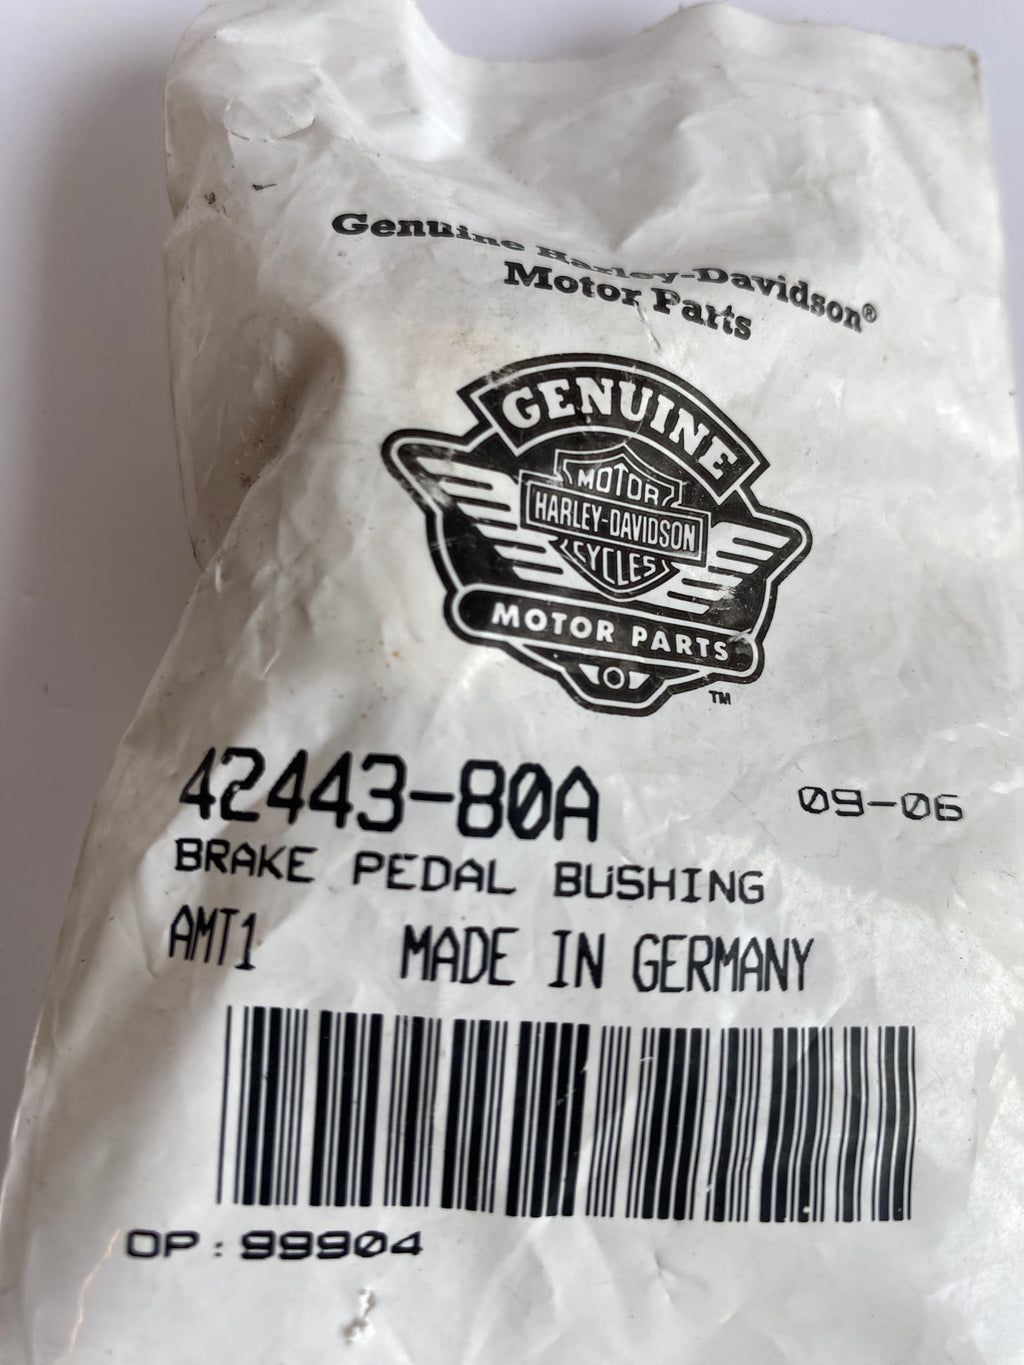 Genuine Harley-Davidson®
Motor Parts
GENUINE
MOTOR
HARLEY-DAVIDSON
CYCLES
MOTOR PARTS
TM
42443-80A
09-06
BRAKE PEDAL BUSHING
AMT1 MADE IN GERMANY
OP: 99904